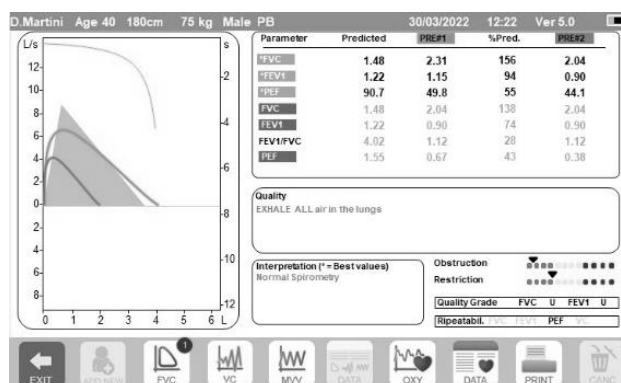 D.Martini Age 40 180cm 75 kg Male PB 30/03/2022 12:22 Ver 5.0
L/s s
Parameter Predicted PRE#1 %Pred. PRE#2
*FVC 1.48 2.31 156 2.04
*FEV1 1.22 1.15 94 0.90
*PEF 90.7 49.8 55 44.1
FVC 1.48 2.04 138 2.04
FEV1 1.22 0.90 74 0.90
FEV1/FVC 4.02 1.12 28 1.12
PEF 1.55 0.67 43 0.38
12
10
8
6
4
2
0
2
4
6
8
2
4
6
8
10
12
0 1 2 3 4 5 6 L
Quality
EXHALE ALL air in the lungs
Interpretation (* = Best values)
Normal Spirometry
Obstruction
Restriction
Quality Grade FVC U FEV1 U
Repeatabil. FVC FEV1 PEF VC
1
EXIT ADD NEW FVC VC MVV DATA OXY DATA PRINT CANC